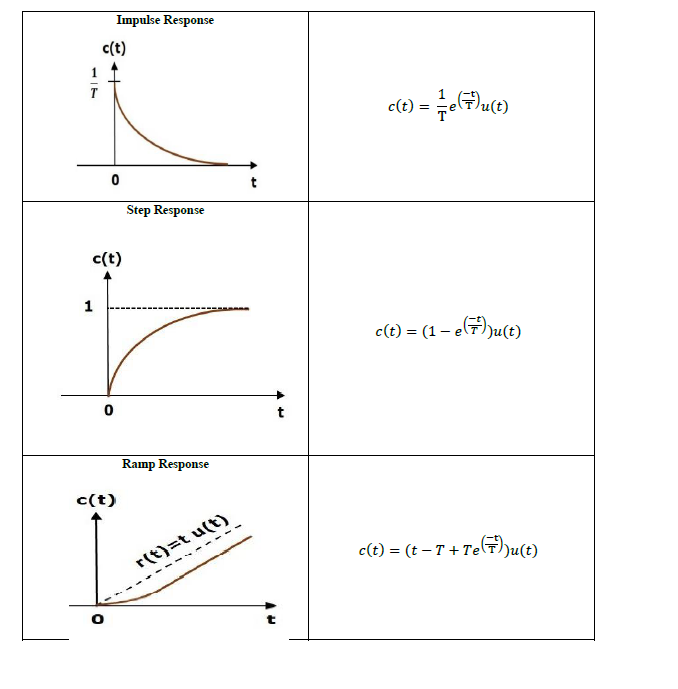 Impulse Response
c(t)
1/T
0
t
c(t) = 1/T e^(−t/T) u(t)
Step Response
c(t)
1
0
t
c(t) = (1 − e^(−t/T))u(t)
Ramp Response
c(t)
r(t)=t u(t)
0
t
c(t) = (t − T + Te^(−t/T))u(t)